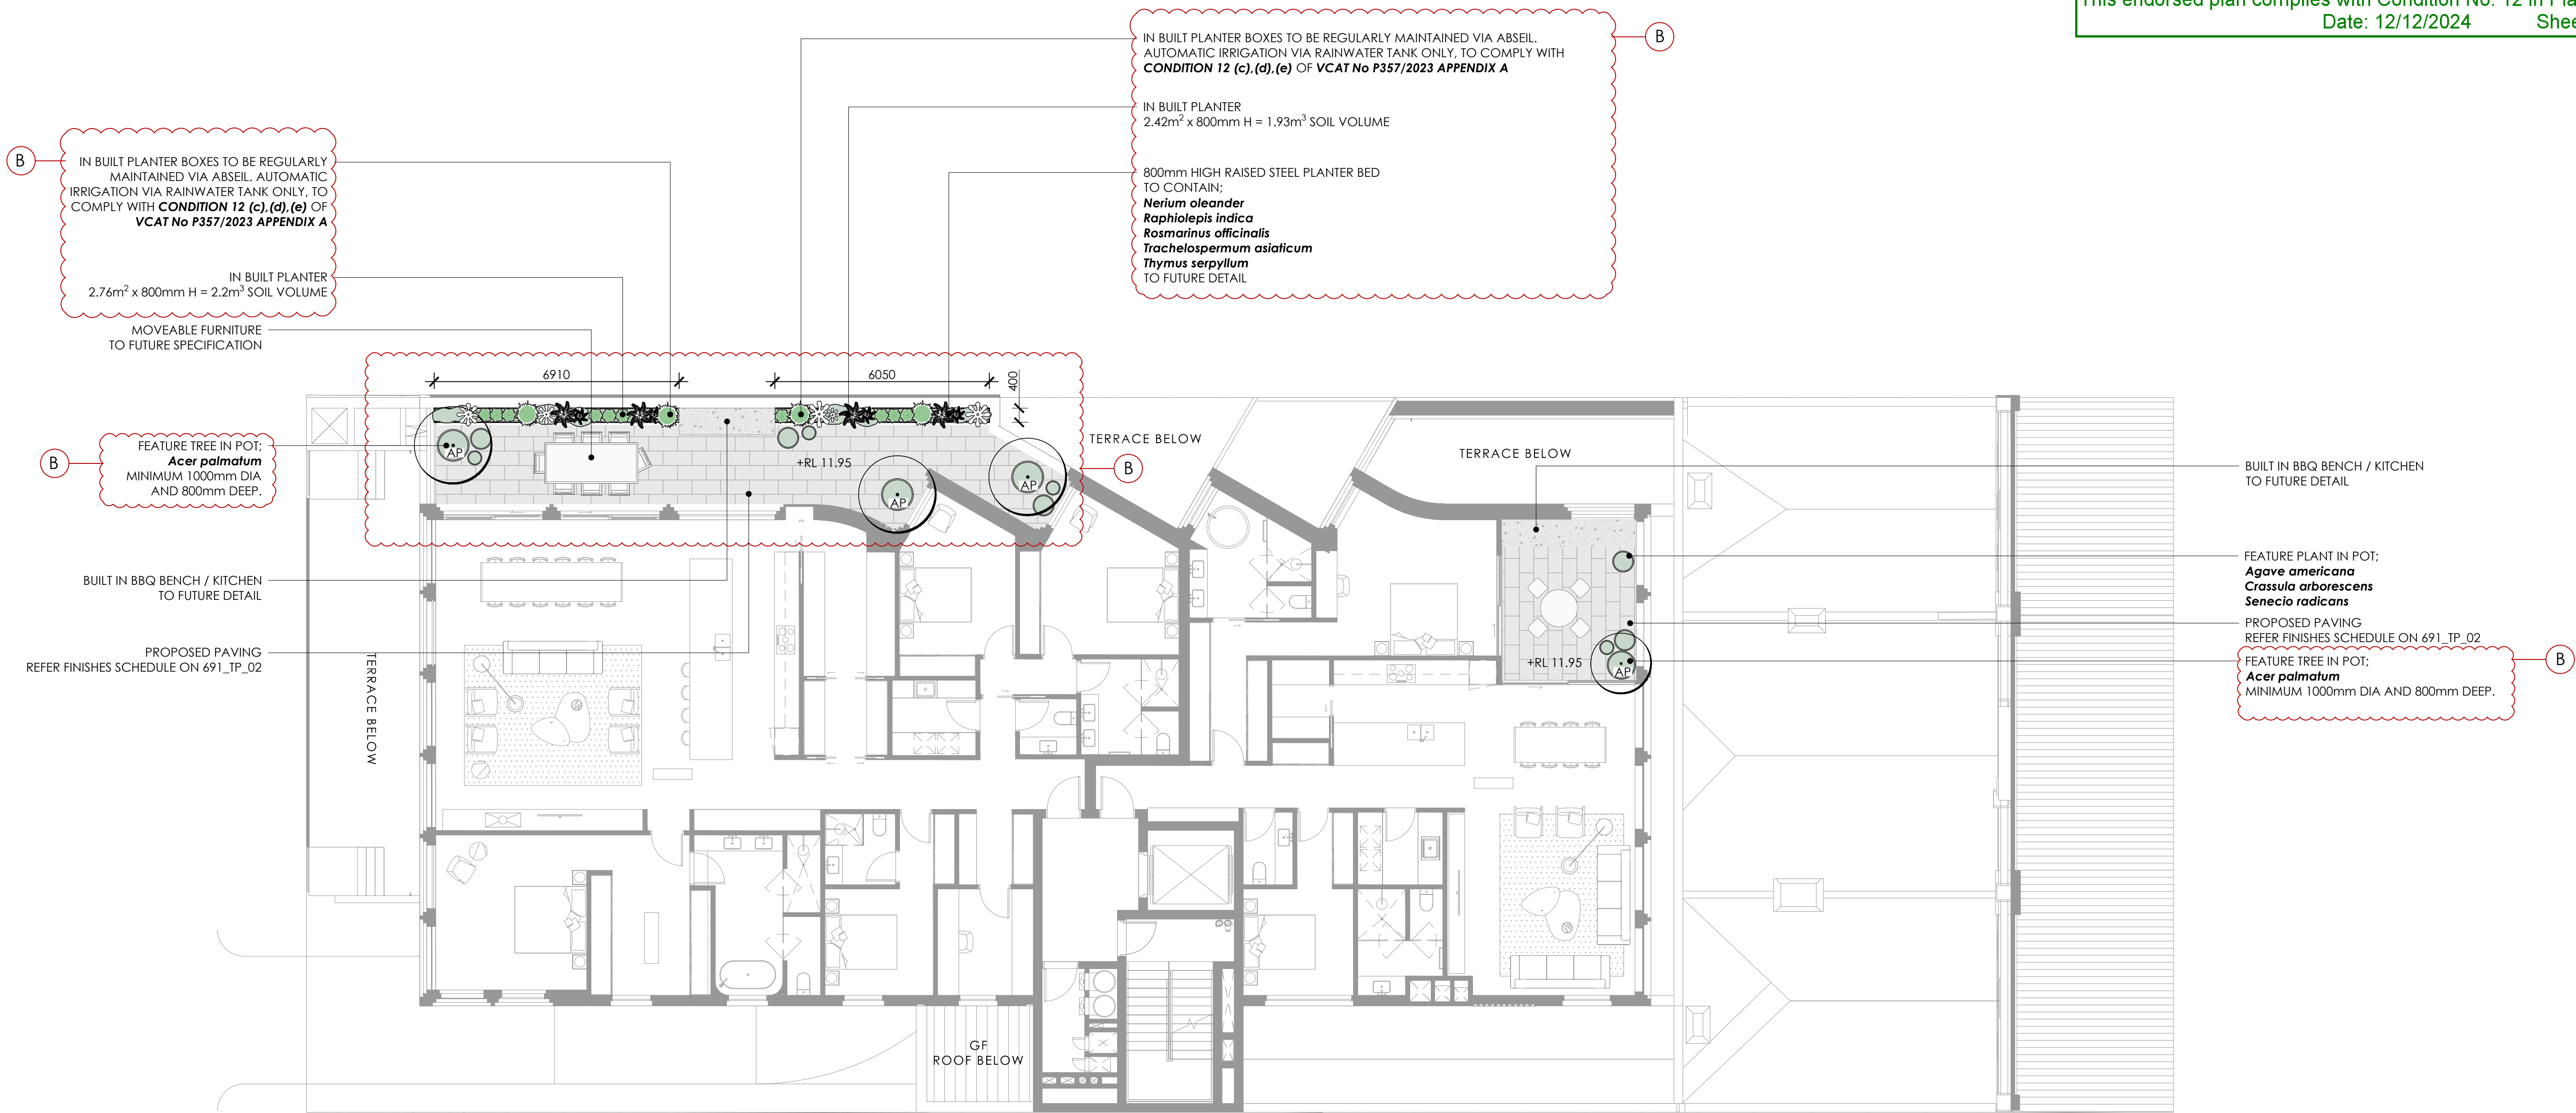 This endorsed plan complies with Condition No. 12 in Pla
Date: 12/12/2024 Shee
IN BUILT PLANTER BOXES TO BE REGULARLY MAINTAINED VIA ABSEIL.
AUTOMATIC IRRIGATION VIA RAINWATER TANK ONLY, TO COMPLY WITH
CONDITION 12 (c),(d),(e) OF VCAT No P357/2023 APPENDIX A
B
IN BUILT PLANTER
2.42m² x 800mm H = 1.93m³ SOIL VOLUME
800mm HIGH RAISED STEEL PLANTER BED
TO CONTAIN;
Nerium oleander
Raphiolepis indica
Rosmarinus officinalis
Trachelospermum asiaticum
Thymus serpyllum
TO FUTURE DETAIL
B
IN BUILT PLANTER BOXES TO BE REGULARLY
MAINTAINED VIA ABSEIL. AUTOMATIC
IRRIGATION VIA RAINWATER TANK ONLY, TO
COMPLY WITH CONDITION 12 (c),(d),(e) OF
VCAT No P357/2023 APPENDIX A
IN BUILT PLANTER
2.76m² x 800mm H = 2.2m³ SOIL VOLUME
MOVEABLE FURNITURE
TO FUTURE SPECIFICATION
6910
6050
400
B
FEATURE TREE IN POT;
Acer palmatum
MINIMUM 1000mm DIA
AND 800mm DEEP.
AP
+RL 11.95
AP
AP
TERRACE BELOW
B
TERRACE BELOW
BUILT IN BBQ BENCH / KITCHEN
TO FUTURE DETAIL
BUILT IN BBQ BENCH / KITCHEN
TO FUTURE DETAIL
FEATURE PLANT IN POT;
Agave americana
Crassula arborescens
Senecio radicans
PROPOSED PAVING
REFER FINISHES SCHEDULE ON 691_TP_02
PROPOSED PAVING
REFER FINISHES SCHEDULE ON 691_TP_02
TERRACE BELOW
+RL 11.95
AP
FEATURE TREE IN POT;
Acer palmatum
MINIMUM 1000mm DIA AND 800mm DEEP.
B
GF
ROOF BELOW